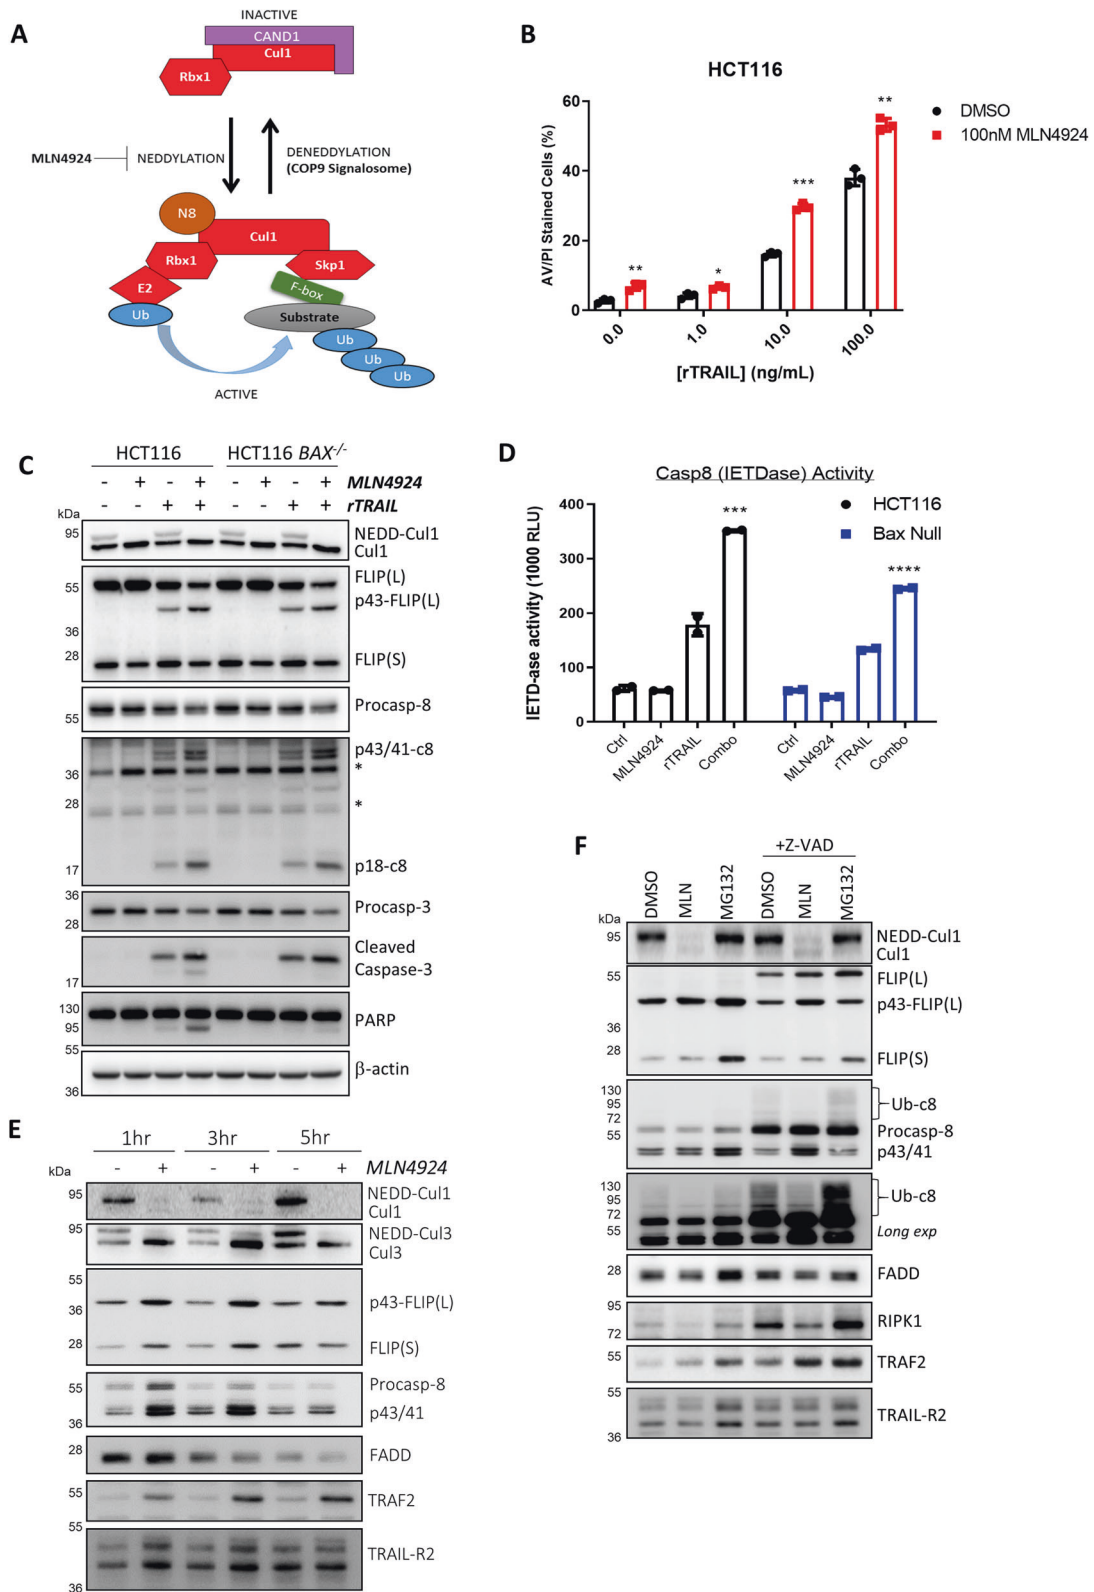 A
INACTIVE
CAND1
Cul1
Rbx1
MLN4924
NEDDYLATION
DENEDDYLATION
(COP9 Signalosome)
N8
Cul1
Rbx1
Skp1
E2
F-box
Ub
Substrate
Ub
Ub
Ub
ACTIVE
B
HCT116
AV/PI Stained Cells (%)
60
40
20
0
** * *** **
0.0 1.0 10.0 100.0
[rTRAIL] (ng/mL)
DMSO
100nM MLN4924
C
HCT116 HCT116 BAX-/-
- + - + - + - + MLN4924
- - + + - - + + rTRAIL
kDa
95 NEDD-Cul1
Cul1
FLIP(L)
55 p43-FLIP(L)
36
28 FLIP(S)
Procasp-8
55
p43/41-c8
36 *
28 *
17 p18-c8
36 Procasp-3
28
Cleaved
Caspase-3
17
130 PARP
95
55 β-actin
36
D
Casp8 (IETDase) Activity
IETD-ase activity (1000 RLU)
400
300
200
100
0
*** ****
HCT116
Bax Null
Ctrl MLN4924 rTRAIL Combo Ctrl MLN4924 rTRAIL Combo
E
1hr 3hr 5hr
- + - + - + MLN4924
kDa
95 NEDD-Cul1
Cul1
95 NEDD-Cul3
Cul3
55
36 p43-FLIP(L)
28 FLIP(S)
55 Procasp-8
36 p43/41
28 FADD
55 TRAF2
55 TRAIL-R2
36
F
+Z-VAD
DMSO MLN MG132 DMSO MLN MG132
kDa
95 NEDD-Cul1
Cul1
55 FLIP(L)
p43-FLIP(L)
36
28 FLIP(S)
130
95 Ub-c8
72
55 Procasp-8
p43/41
130
95 Ub-c8
72
55 Long exp
28 FADD
95 RIPK1
72
55 TRAF2
55 TRAIL-R2
36